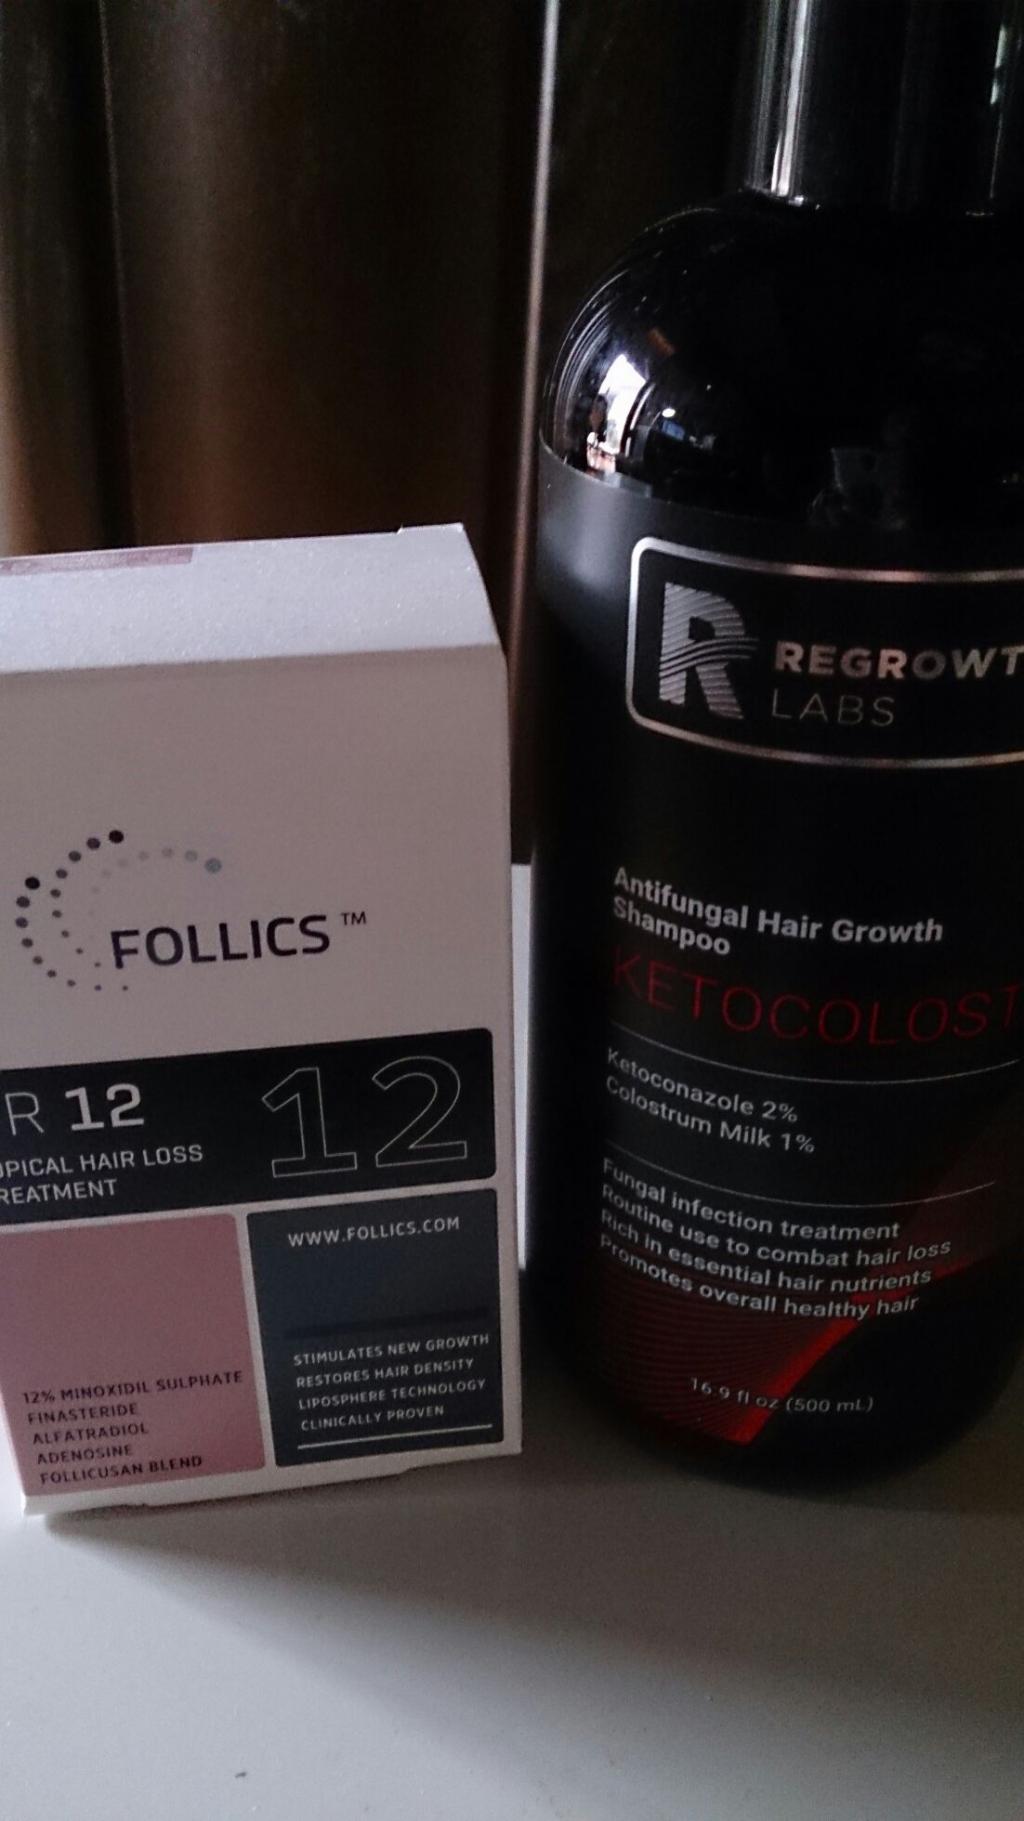 FOLLICS™
R 12
12
OPICAL HAIR LOSS
REATMENT
WWW.FOLLICS.COM
STIMULATES NEW GROWTH
RESTORES HAIR DENSITY
LIPOSPHERE TECHNOLOGY
CLINICALLY PROVEN
12% MINOXIDIL SULPHATE
FINASTERIDE
ALFATRADIOL
ADENOSINE
FOLLICUSAN BLEND
R REGROWT
LABS
Antifungal Hair Growth
Shampoo
KETOCOLOST
Ketoconazole 2%
Colostrum Milk 1%
Fungal infection treatment
Routine use to combat hair loss
Rich in essential hair nutrients
Promotes overall healthy hair
16.9 fl oz (500 mL)